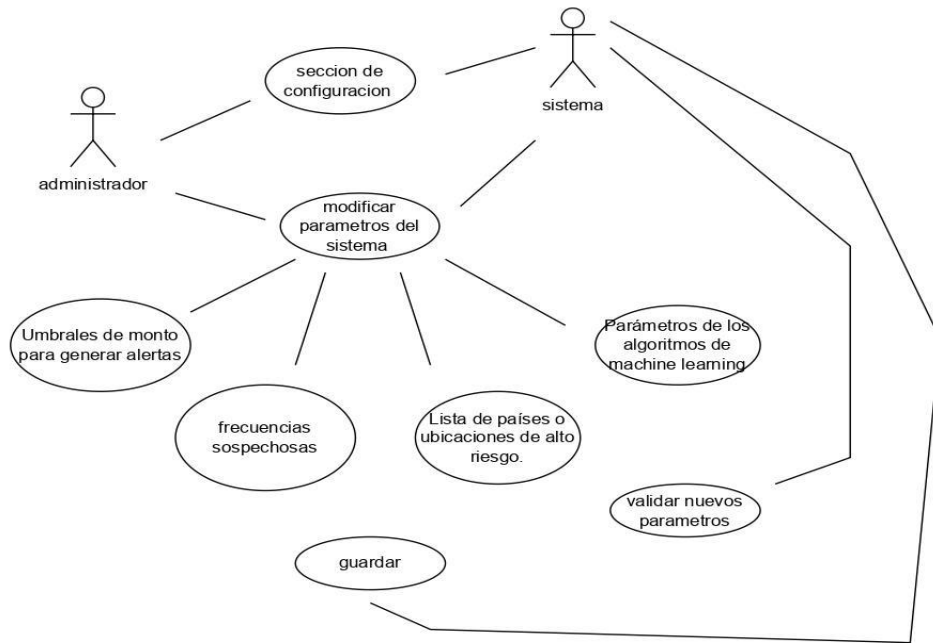 seccion de
configuracion
sistema
administrador
modificar
parametros del
sistema
Umbrales de monto
para generar alertas
Parámetros de los
algoritmos de
machine learning
frecuencias
sospechosas
Lista de países o
ubicaciones de alto
riesgo.
validar nuevos
parametros
guardar